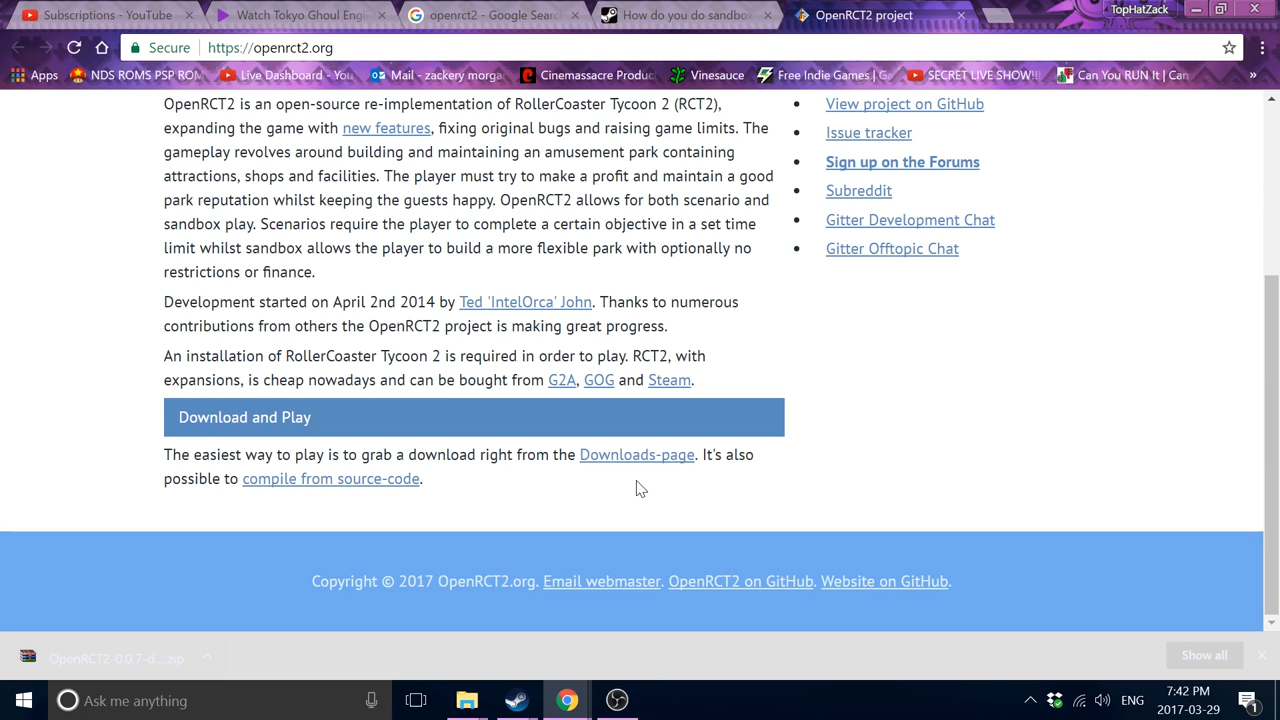 Subscriptions - YouTube
Watch Tokyo Ghoul Engl
openrct2 - Google Sear
How do you do sandbox
OpenRCT2 project
TopHatZack
Secure
https://openrct2.org
Apps
NDS ROMS PSP ROM
Live Dashboard - You
Mail - zackery morga
Cinemassacre Produc
Vinesauce
Free Indie Games | G
SECRET LIVE SHOW!!
Can You RUN It | Can
»
OpenRCT2 is an open-source re-implementation of RollerCoaster Tycoon 2 (RCT2),
expanding the game with new features, fixing original bugs and raising game limits. The
gameplay revolves around building and maintaining an amusement park containing
attractions, shops and facilities. The player must try to make a profit and maintain a good
park reputation whilst keeping the guests happy. OpenRCT2 allows for both scenario and
sandbox play. Scenarios require the player to complete a certain objective in a set time
limit whilst sandbox allows the player to build a more flexible park with optionally no
restrictions or finance.
Development started on April 2nd 2014 by Ted 'IntelOrca' John. Thanks to numerous
contributions from others the OpenRCT2 project is making great progress.
An installation of RollerCoaster Tycoon 2 is required in order to play. RCT2, with
expansions, is cheap nowadays and can be bought from G2A, GOG and Steam.
Download and Play
The easiest way to play is to grab a download right from the Downloads-page. It's also
possible to compile from source-code.
• View project on GitHub
• Issue tracker
• Sign up on the Forums
• Subreddit
• Gitter Development Chat
• Gitter Offtopic Chat
Copyright © 2017 OpenRCT2.org. Email webmaster. OpenRCT2 on GitHub. Website on GitHub.
OpenRCT2-0.0.7-d....zip
Show all
Ask me anything
ENG
7:42 PM
2017-03-29
1